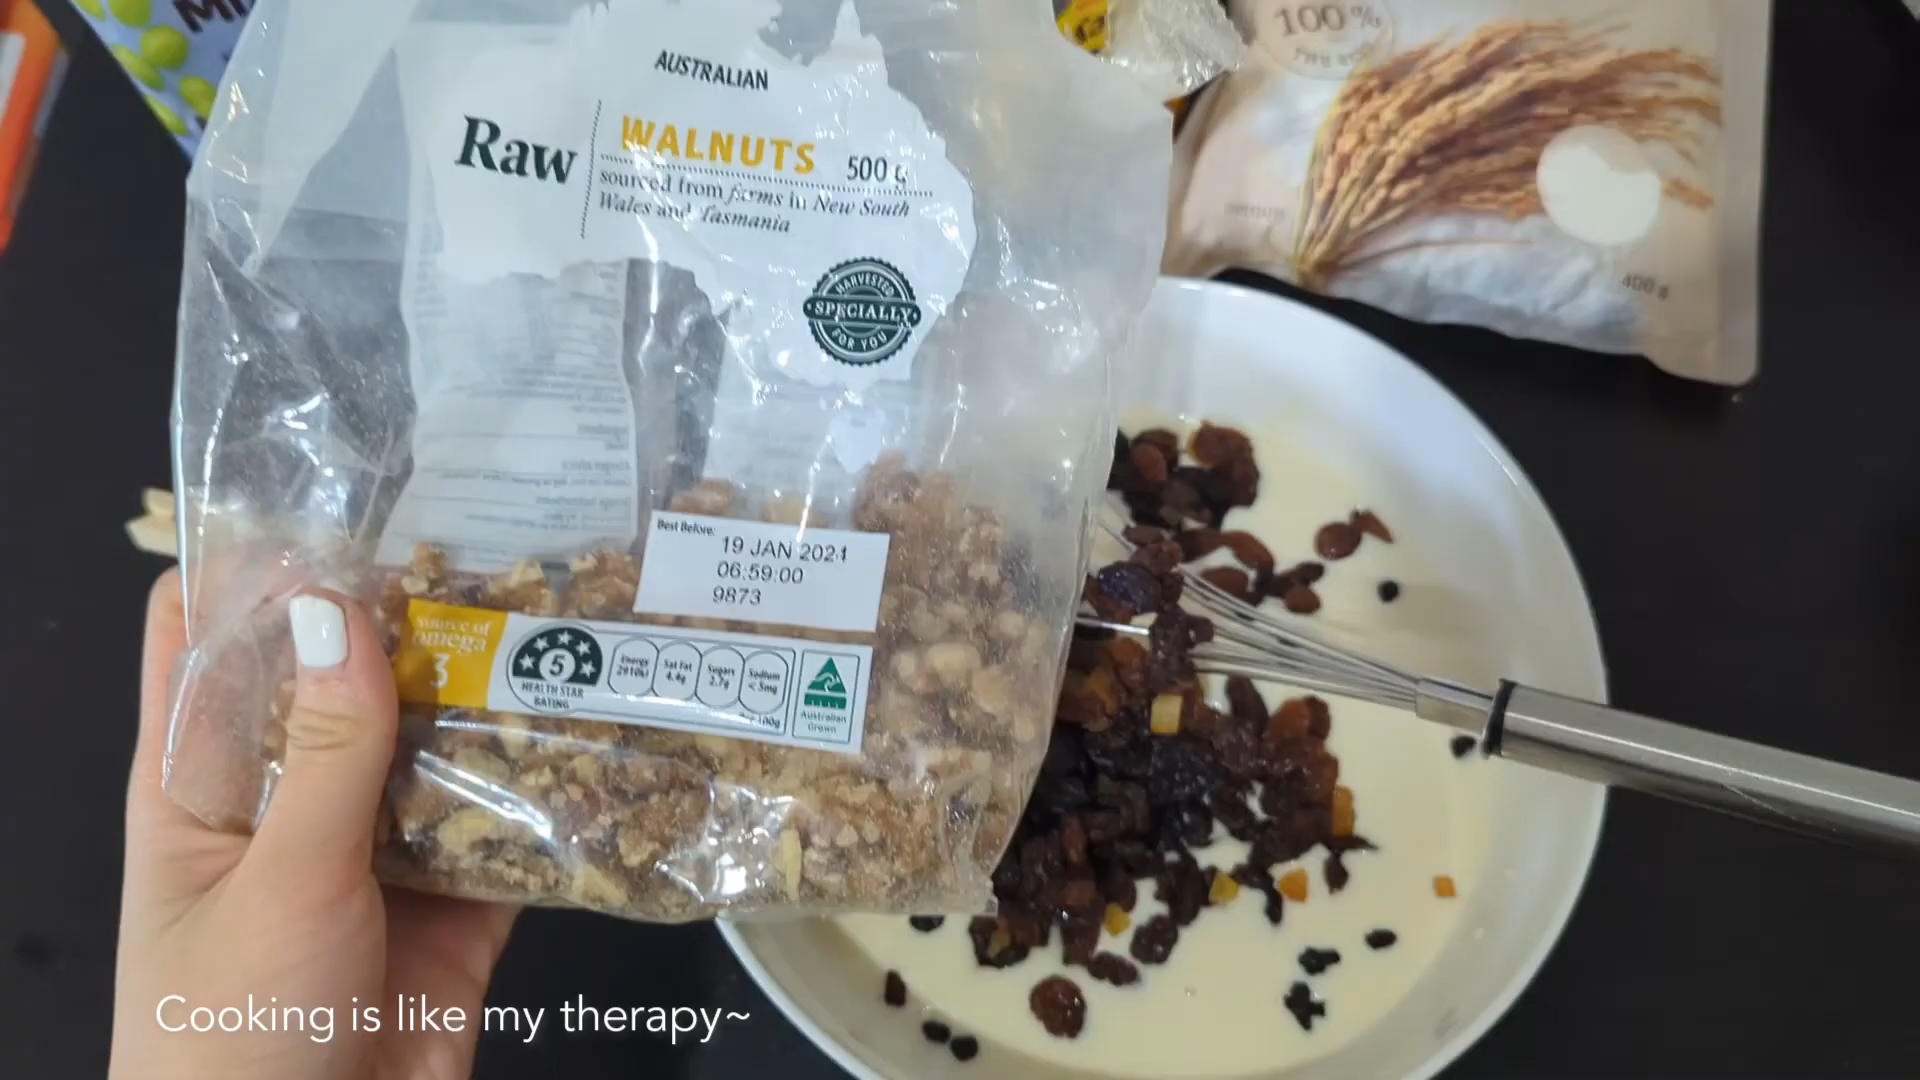 AUSTRALIAN
Raw
WALNUTS 500 g
sourced from farms in New South
Wales and Tasmania
HARVESTED
SPECIALLY
FOR YOU
Best Before:
19 JAN 2024
06:59:00
9873
source of
omega
3
5
HEALTH STAR
RATING
Energy
2910kJ
Sat Fat
4.4g
Sugars
2.7g
Sodium
< 5mg
100g
Australian
Grown
100%
400 g
Cooking is like my therapy~